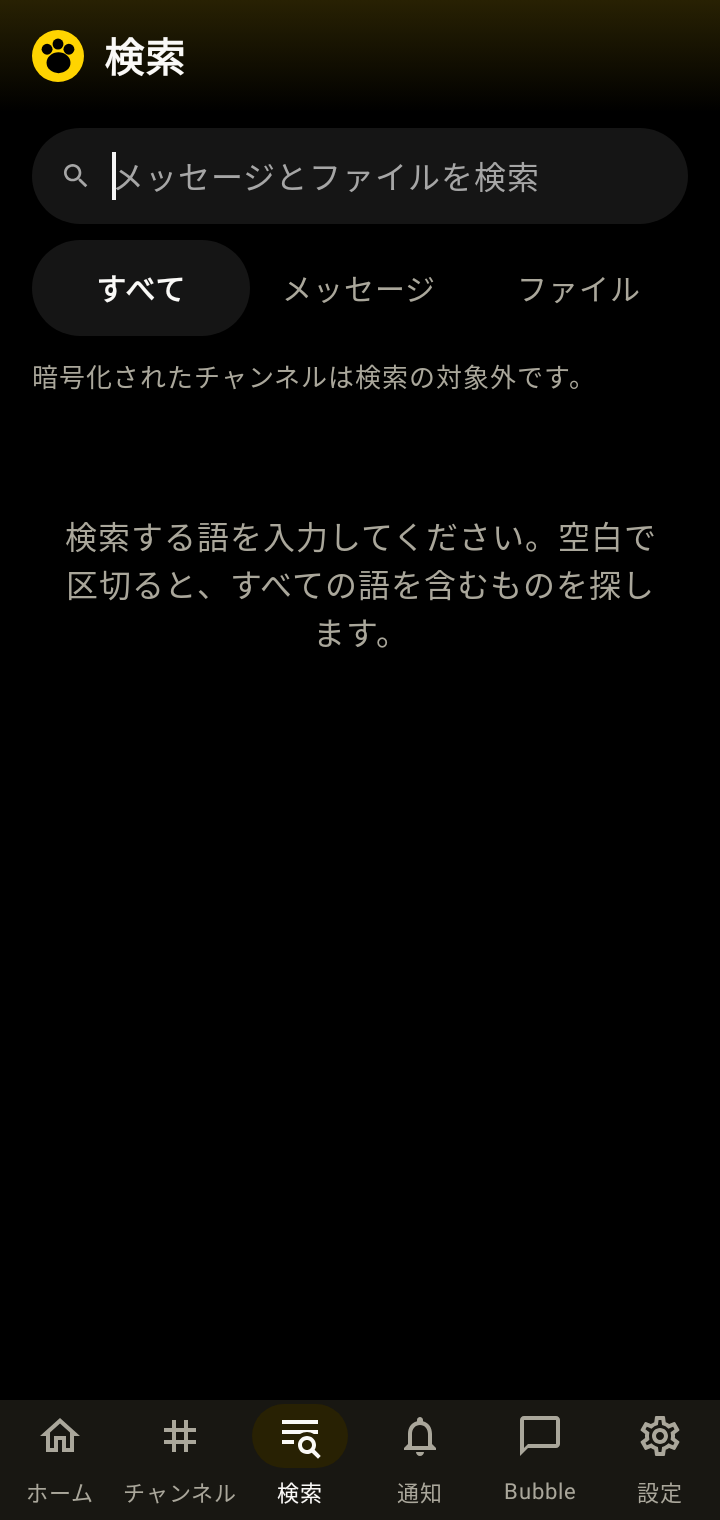 検索
メッセージとファイルを検索
すべて
メッセージ
ファイル
暗号化されたチャンネルは検索の対象外です。
検索する語を入力してください。空白で
区切ると、すべての語を含むものを探し
ます。
ホーム
チャンネル
検索
通知
Bubble
設定